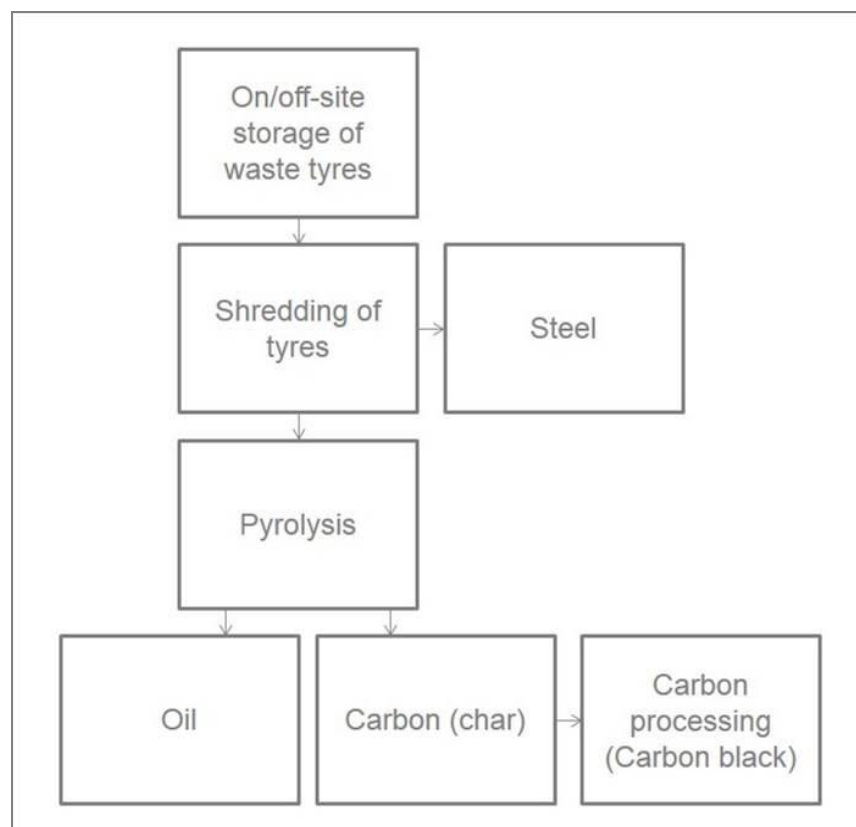 On/off-site
storage of
waste tyres
Shredding of
tyres
Steel
Pyrolysis
Oil
Carbon (char)
Carbon
processing
(Carbon black)